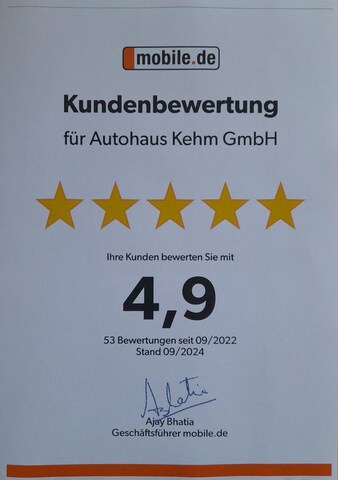 mobile.de
Kundenbewertung
für Autohaus Kehm GmbH
Ihre Kunden bewerten Sie mit
4,9
53 Bewertungen seit 09/2022
Stand 09/2024
Ajay Bhatia
Geschäftsführer mobile.de